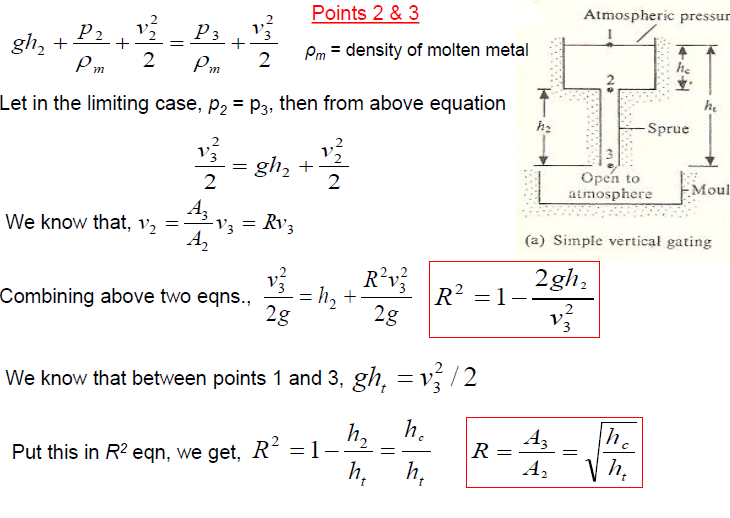 Points 2 & 3
gh₂ + p₂/ρₘ + v₂²/2 = p₃/ρₘ + v₃²/2
ρₘ = density of molten metal
Let in the limiting case, p₂ = p₃, then from above equation
v₃²/2 = gh₂ + v₂²/2
We know that, v₂ = A₃/A₂ v₃ = Rv₃
Combining above two eqns., v₃²/2g = h₂ + R²v₃²/2g
R² = 1 − 2gh₂/v₃²
We know that between points 1 and 3, ghₜ = v₃² / 2
Put this in R² eqn, we get, R² = 1 − h₂/hₜ = h꜀/hₜ
R = A₃/A₂ = √(h꜀/hₜ)
Atmospheric pressur
1
h꜀
2
h₂
hₜ
Sprue
3
Open to
atmosphere
Moul
(a) Simple vertical gating